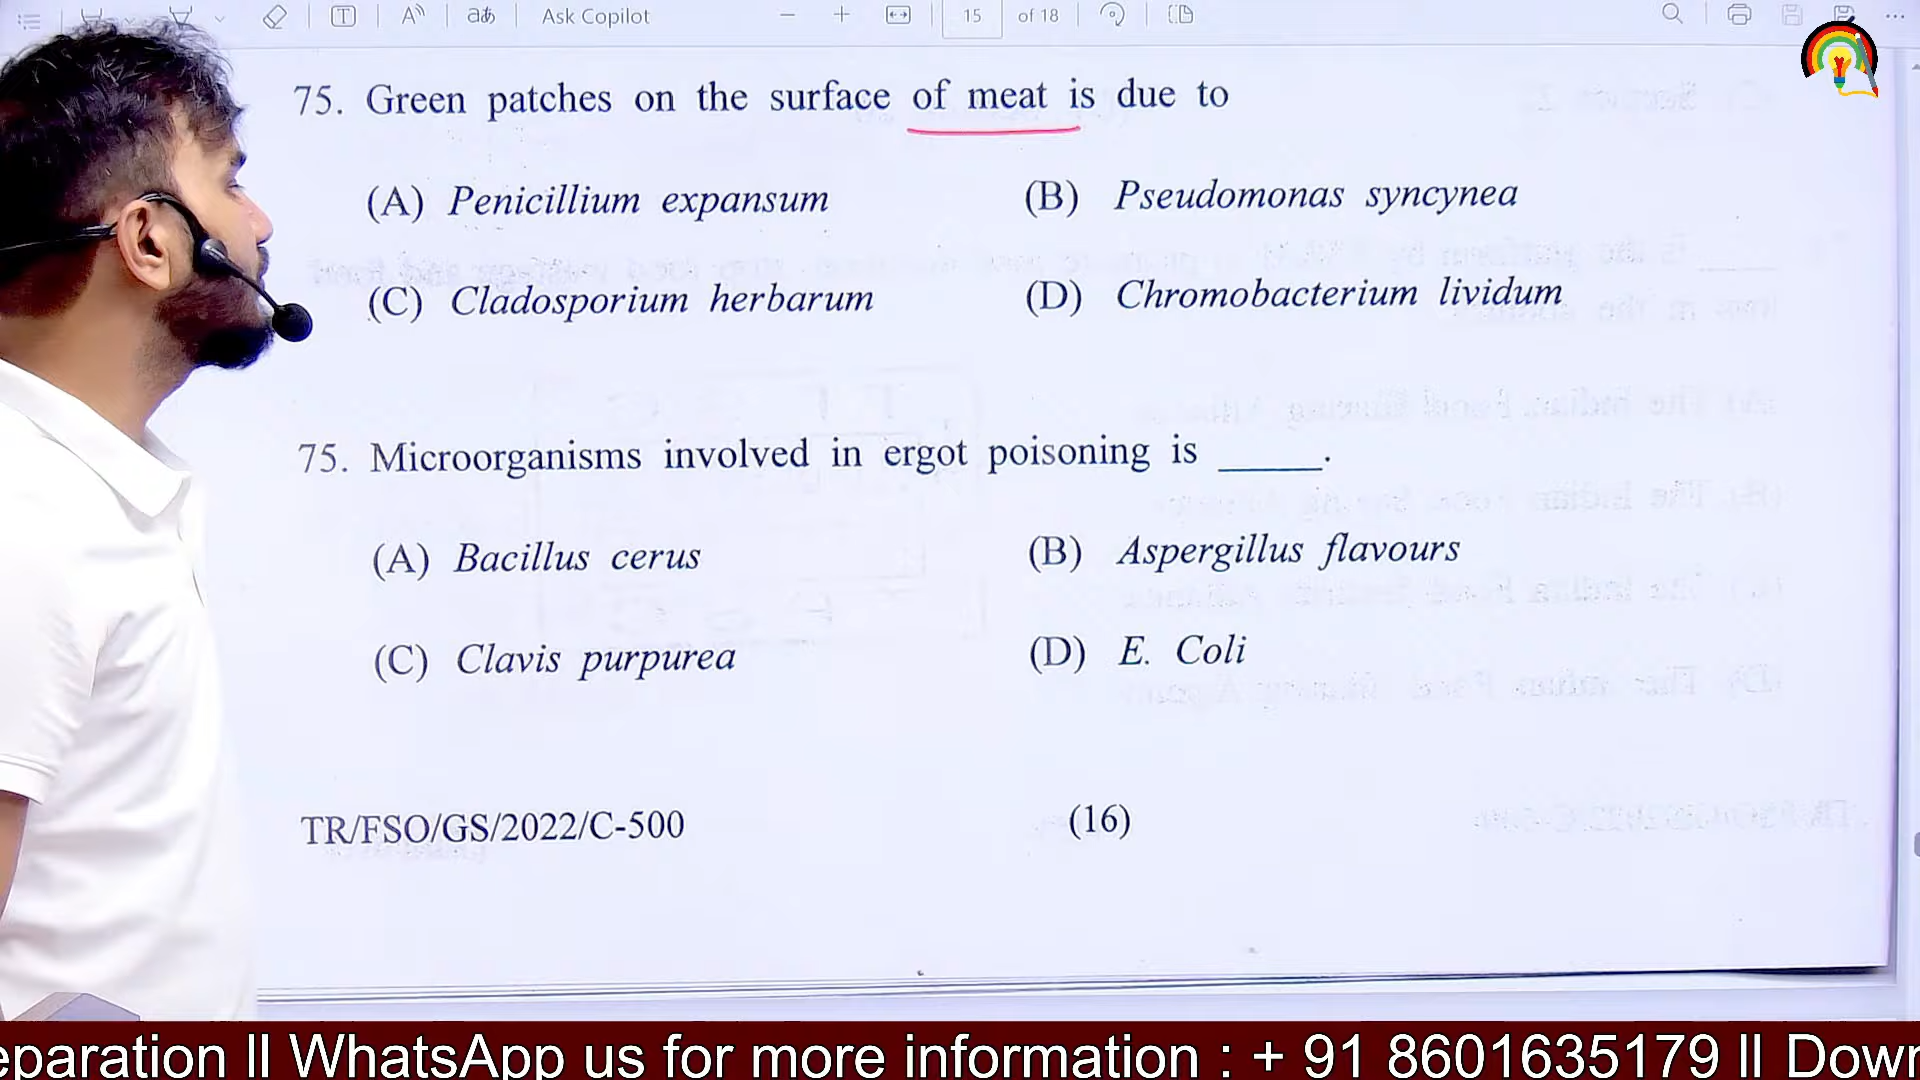 Ask Copilot
15 of 18
75. Green patches on the surface of meat is due to
(A) Penicillium expansum (B) Pseudomonas syncynea
(C) Cladosporium herbarum (D) Chromobacterium lividum
75. Microorganisms involved in ergot poisoning is _____.
(A) Bacillus cerus (B) Aspergillus flavours
(C) Clavis purpurea (D) E. Coli
TR/FSO/GS/2022/C-500 (16)
eparation ll WhatsApp us for more information : + 91 8601635179 ll Down